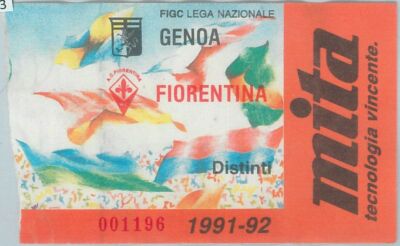 3
FIGC LEGA NAZIONALE
GENOA
A.C. FIORENTINA
FIORENTINA
Distinti
001196 1991-92
mita
tecnologia vincente.